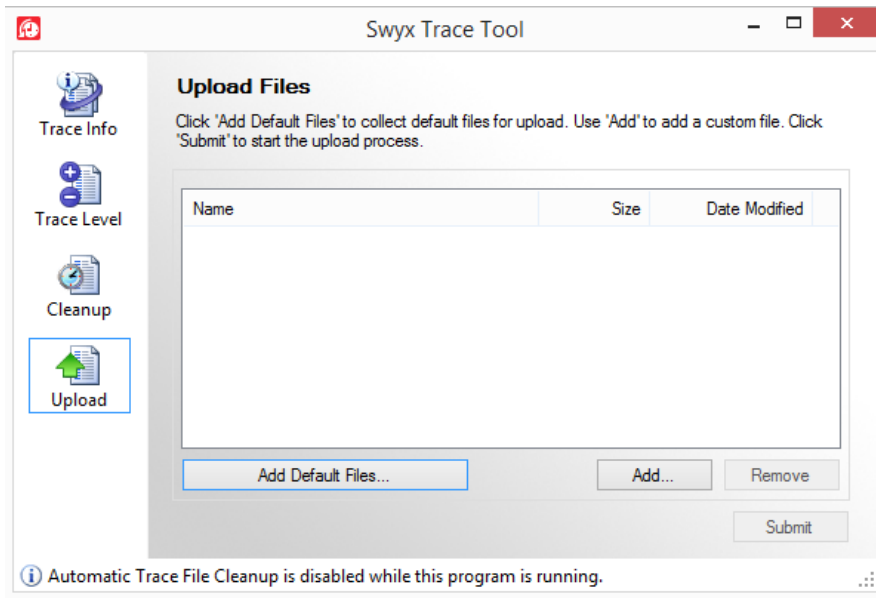 Swyx Trace Tool
Trace Info
Trace Level
Cleanup
Upload
Upload Files
Click 'Add Default Files' to collect default files for upload. Use 'Add' to add a custom file. Click
'Submit' to start the upload process.
Name Size Date Modified
Add Default Files... Add... Remove
Submit
Automatic Trace File Cleanup is disabled while this program is running.